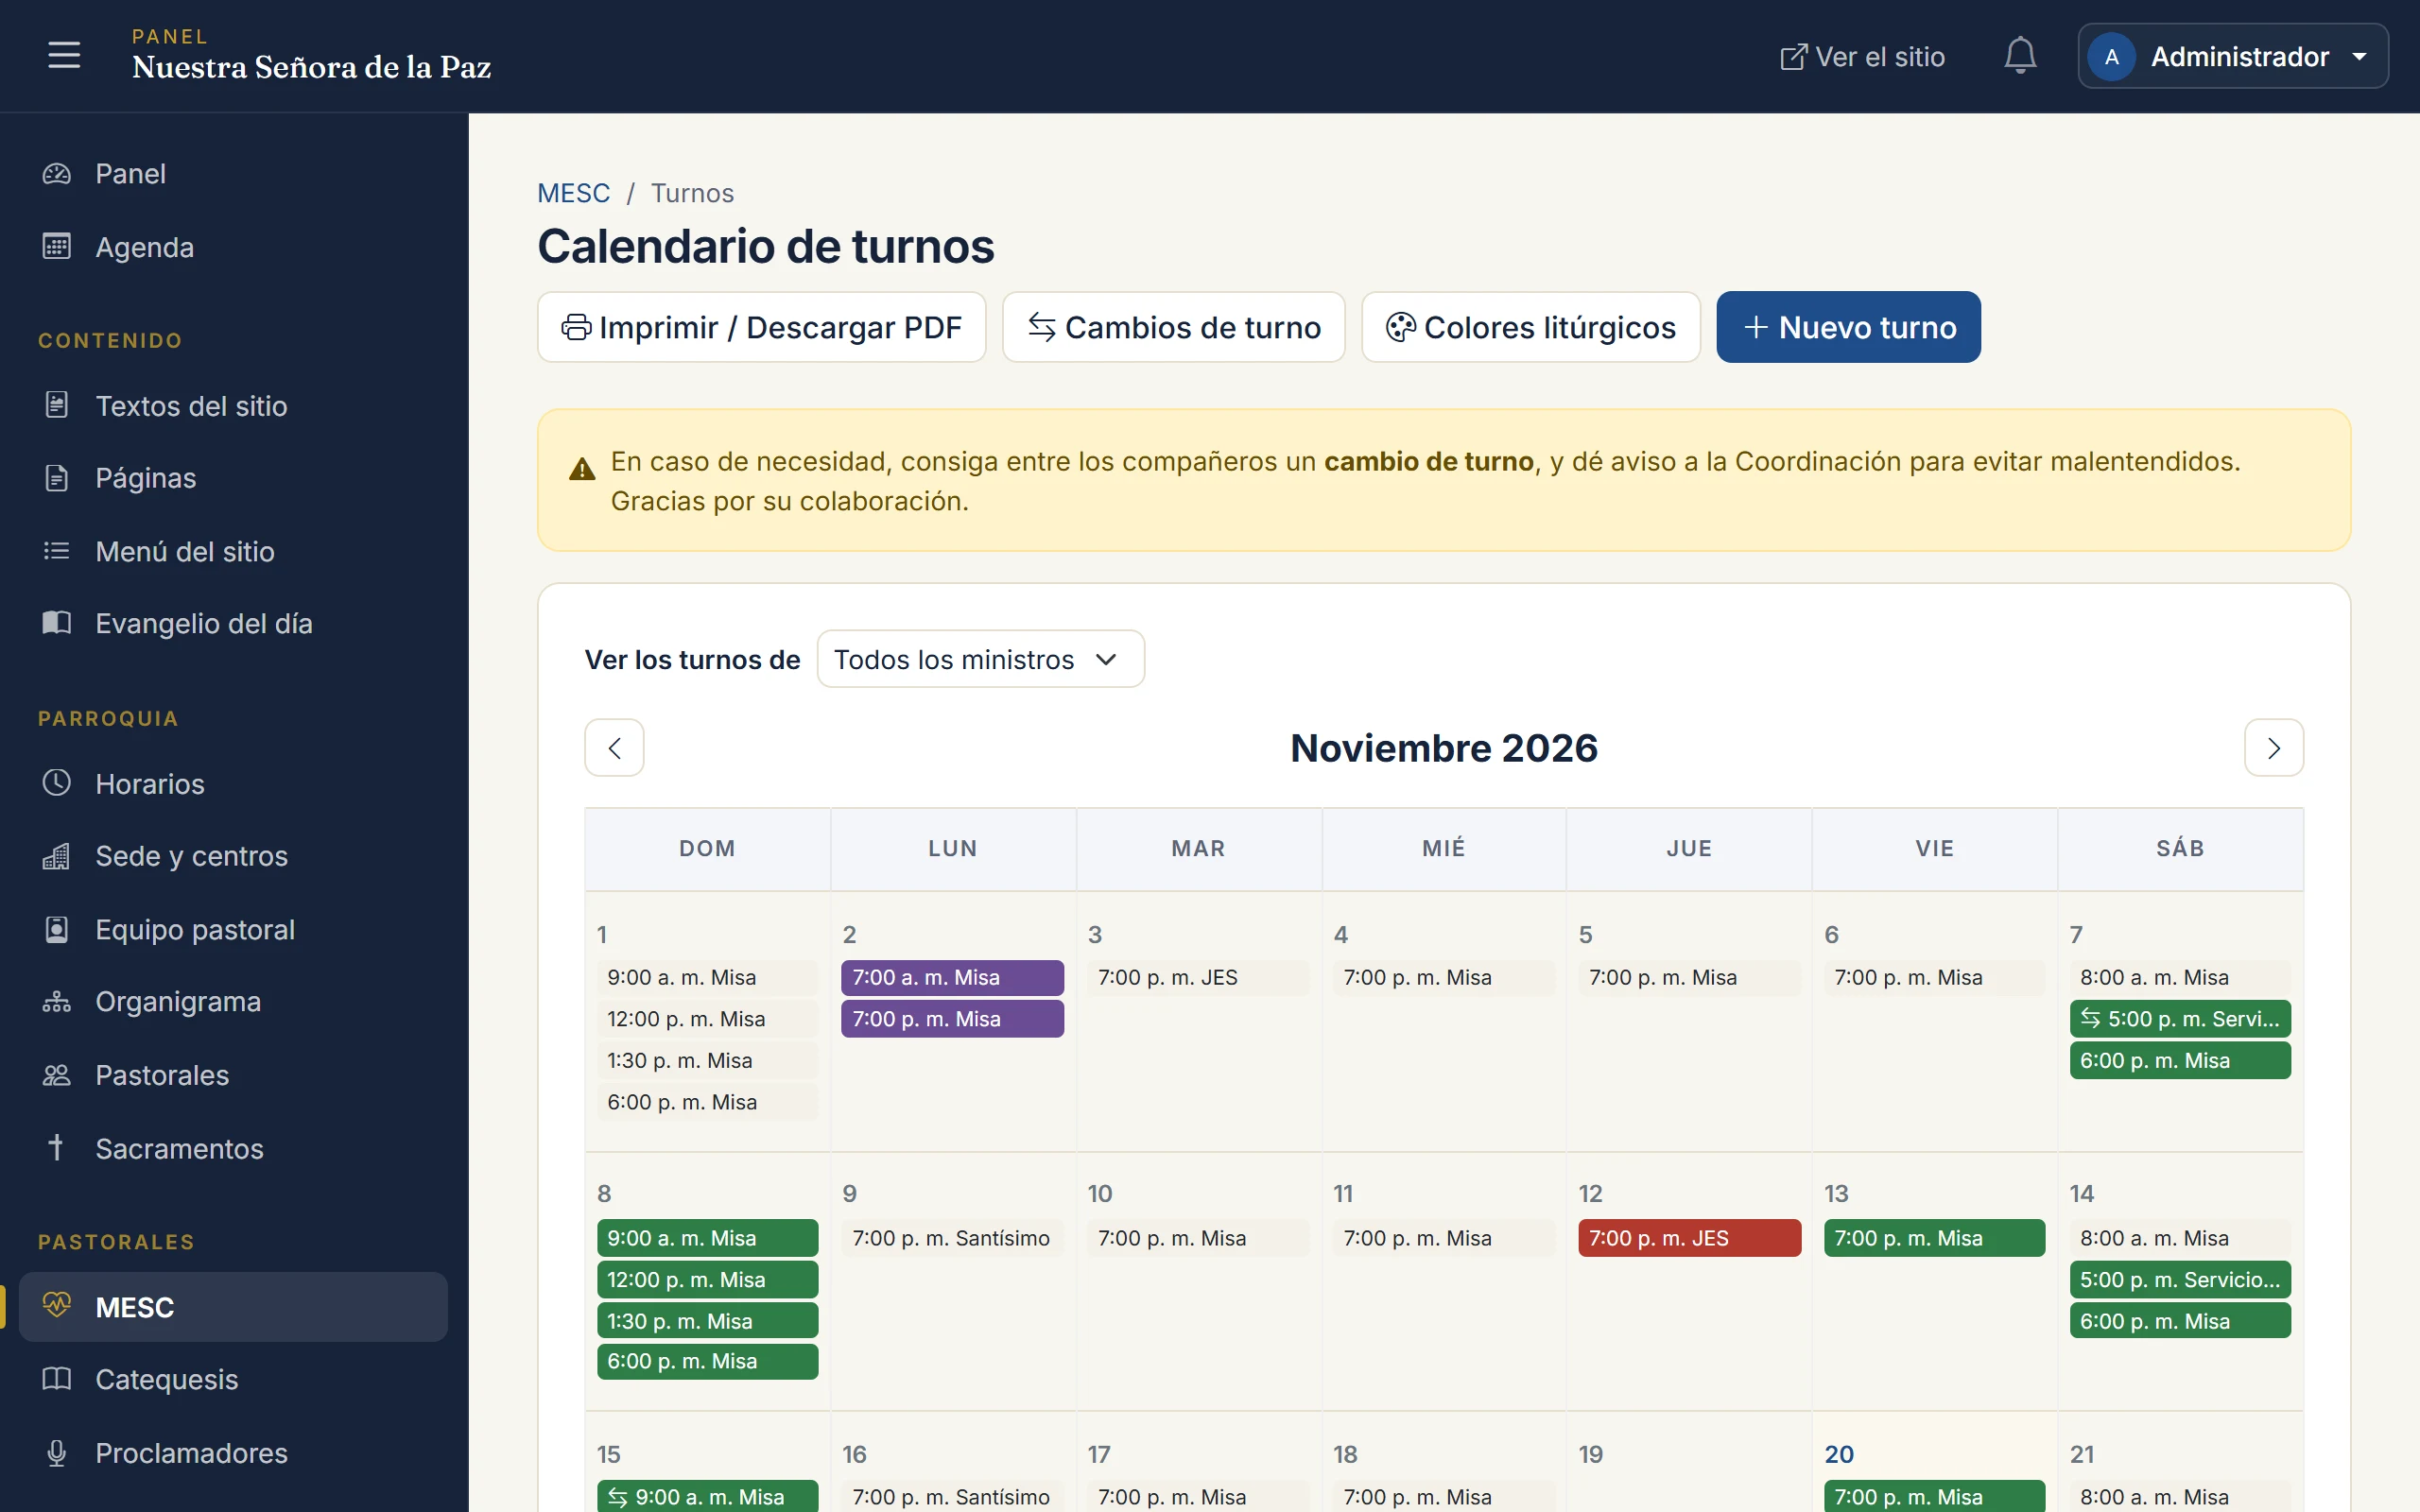 PANEL
Nuestra Señora de la Paz
Ver el sitio
A
Administrador
Panel
Agenda
CONTENIDO
Textos del sitio
Páginas
Menú del sitio
Evangelio del día
PARROQUIA
Horarios
Sede y centros
Equipo pastoral
Organigrama
Pastorales
Sacramentos
PASTORALES
MESC
Catequesis
Proclamadores
MESC / Turnos
Calendario de turnos
Imprimir / Descargar PDF
Cambios de turno
Colores litúrgicos
+ Nuevo turno
En caso de necesidad, consiga entre los compañeros un cambio de turno, y dé aviso a la Coordinación para evitar malentendidos.
Gracias por su colaboración.
Ver los turnos de
Todos los ministros
Noviembre 2026
DOM LUN MAR MIÉ JUE VIE SÁB
1
9:00 a. m. Misa
12:00 p. m. Misa
1:30 p. m. Misa
6:00 p. m. Misa
2
7:00 a. m. Misa
7:00 p. m. Misa
3
7:00 p. m. JES
4
7:00 p. m. Misa
5
7:00 p. m. Misa
6
7:00 p. m. Misa
7
8:00 a. m. Misa
5:00 p. m. Servi...
6:00 p. m. Misa
8
9:00 a. m. Misa
12:00 p. m. Misa
1:30 p. m. Misa
6:00 p. m. Misa
9
7:00 p. m. Santísimo
10
7:00 p. m. Misa
11
7:00 p. m. Misa
12
7:00 p. m. JES
13
7:00 p. m. Misa
14
8:00 a. m. Misa
5:00 p. m. Servicio...
6:00 p. m. Misa
15
9:00 a. m. Misa
16
7:00 p. m. Santísimo
17
7:00 p. m. Misa
18
7:00 p. m. Misa
19
20
7:00 p. m. Misa
21
8:00 a. m. Misa